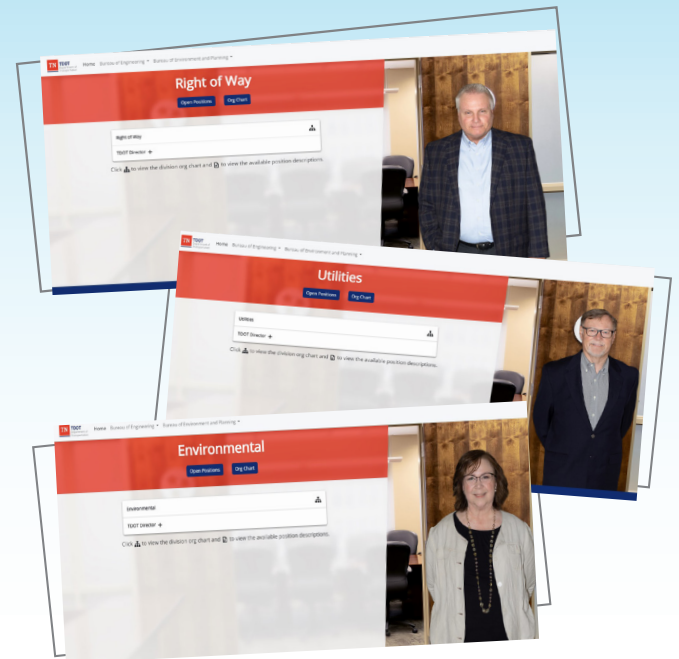 TN TDOT Home Bureau of Engineering Bureau of Environment and Planning
Right of Way
Open Positions Org Chart
Right of Way
TDOT Director +
Click to view the division org chart and to view the available position descriptions.
TN TDOT Home Bureau of Engineering Bureau of Environment and Planning
Utilities
Open Positions Org Chart
Utilities
TDOT Director +
Click to view the division org chart and to view the available position descriptions.
TN TDOT Home Bureau of Engineering Bureau of Environment and Planning
Environmental
Open Positions Org Chart
Environmental
TDOT Director +
Click to view the division org chart and to view the available position descriptions.